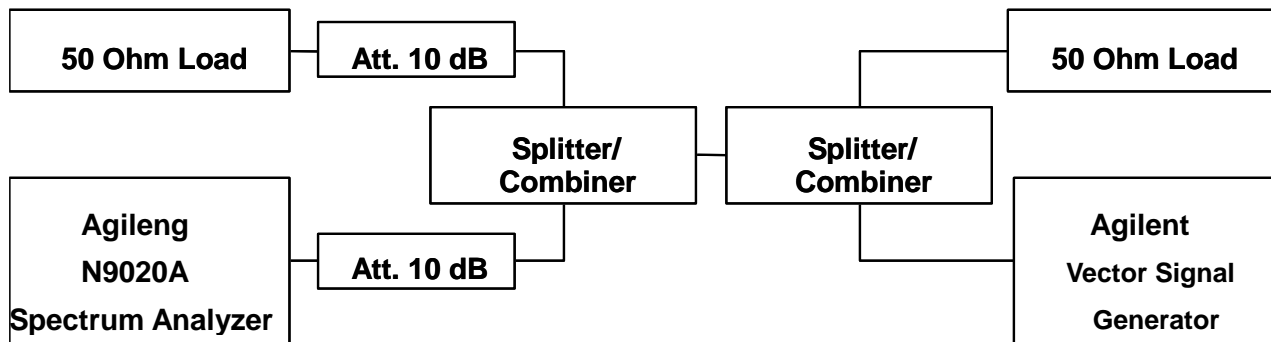 50 Ohm Load
Att. 10 dB
50 Ohm Load
Splitter/
Combiner
Splitter/
Combiner
Agileng
N9020A
Spectrum Analyzer
Att. 10 dB
Agilent
Vector Signal
Generator